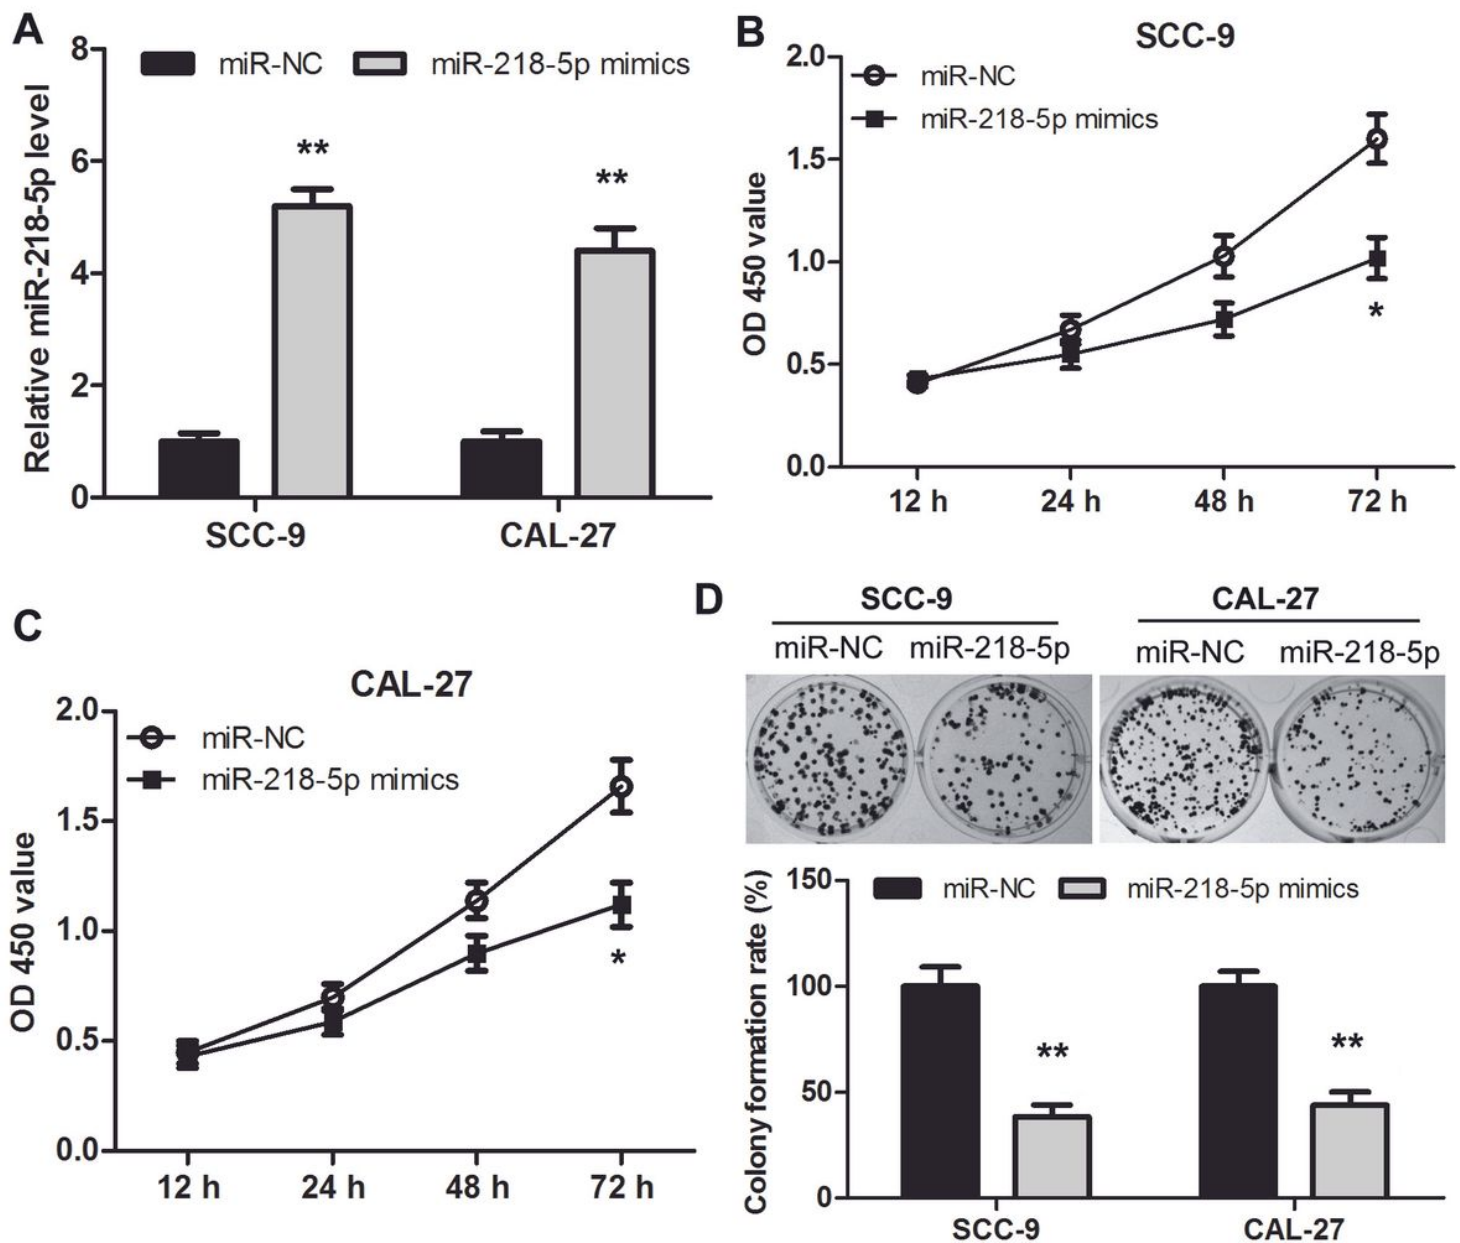 A
miR-NC miR-218-5p mimics
Relative miR-218-5p level
8
6
4
2
0
** **
SCC-9 CAL-27
B
SCC-9
miR-NC
miR-218-5p mimics
OD 450 value
2.0
1.5
1.0
0.5
0.0
*
12 h 24 h 48 h 72 h
C
CAL-27
miR-NC
miR-218-5p mimics
OD 450 value
2.0
1.5
1.0
0.5
0.0
*
12 h 24 h 48 h 72 h
D
SCC-9 CAL-27
miR-NC miR-218-5p miR-NC miR-218-5p
miR-NC miR-218-5p mimics
Colony formation rate (%)
150
100
50
0
** **
SCC-9 CAL-27